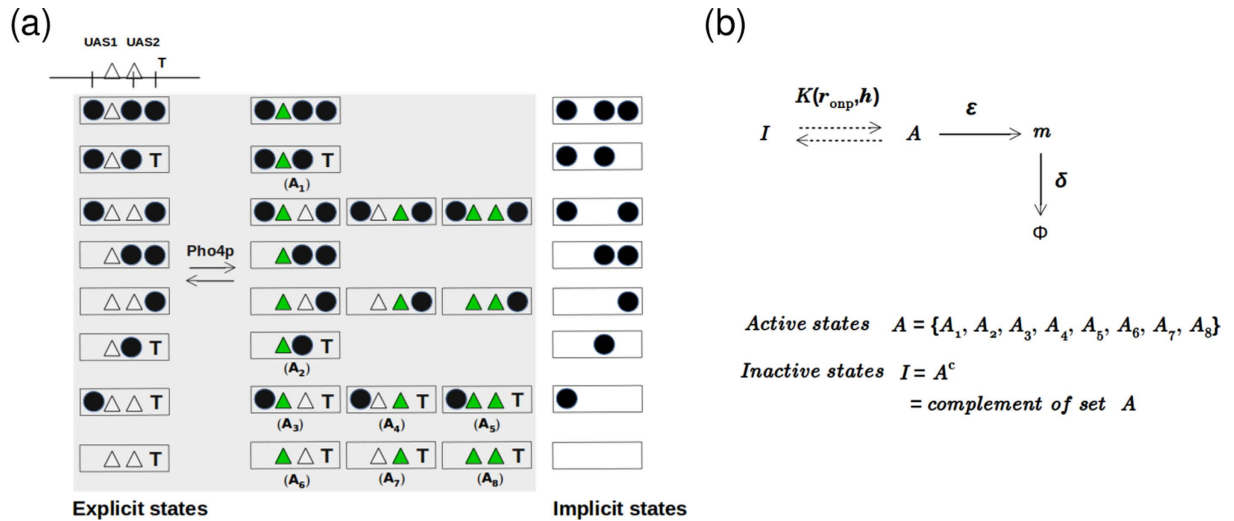 (a)
UAS1 UAS2
T
T T
(A₁)
Pho4p
T T
(A₂)
T T T T
(A₃) (A₄) (A₅)
T T T T
(A₆) (A₇) (A₈)
Explicit states Implicit states
(b)
K(r_onp,h)
I A ε m
δ
Φ
Active states A = {A₁, A₂, A₃, A₄, A₅, A₆, A₇, A₈}
Inactive states I = Aᶜ
= complement of set A